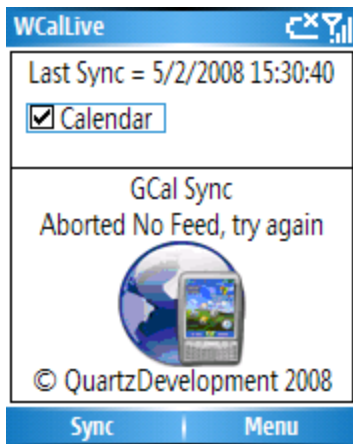 WCalLive
Last Sync = 5/2/2008 15:30:40
Calendar
GCal Sync
Aborted No Feed, try again
© QuartzDevelopment 2008
Sync Menu